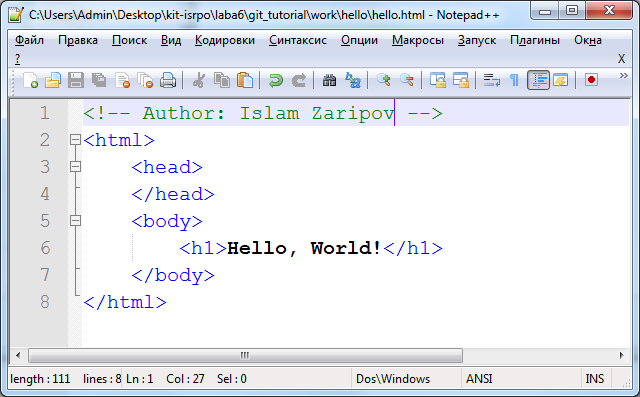 C:\Users\Admin\Desktop\kit-isrpo\laba6\git_tutorial\work\hello\hello.html - Notepad++
Файл Правка Поиск Вид Кодировки Синтаксис Опции Макросы Запуск Плагины Окна
? X
1 <!-- Author: Islam Zaripov -->
2 <html>
3 <head>
4 </head>
5 <body>
6 <h1>Hello, World!</h1>
7 </body>
8 </html>
length : 111 lines : 8 Ln : 1 Col : 27 Sel : 0 Dos\Windows ANSI INS